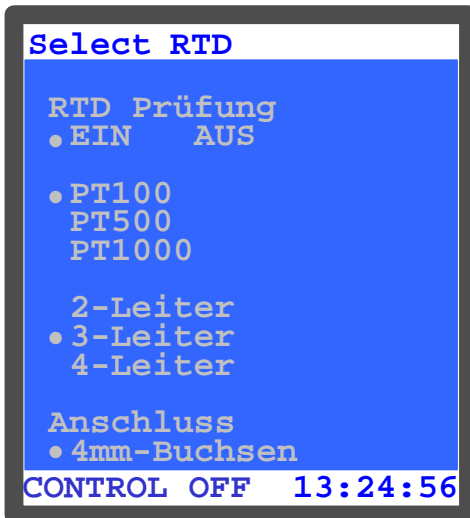 Select RTD
RTD Prüfung
• EIN AUS
• PT100
PT500
PT1000
2-Leiter
• 3-Leiter
4-Leiter
Anschluss
• 4mm-Buchsen
CONTROL OFF 13:24:56